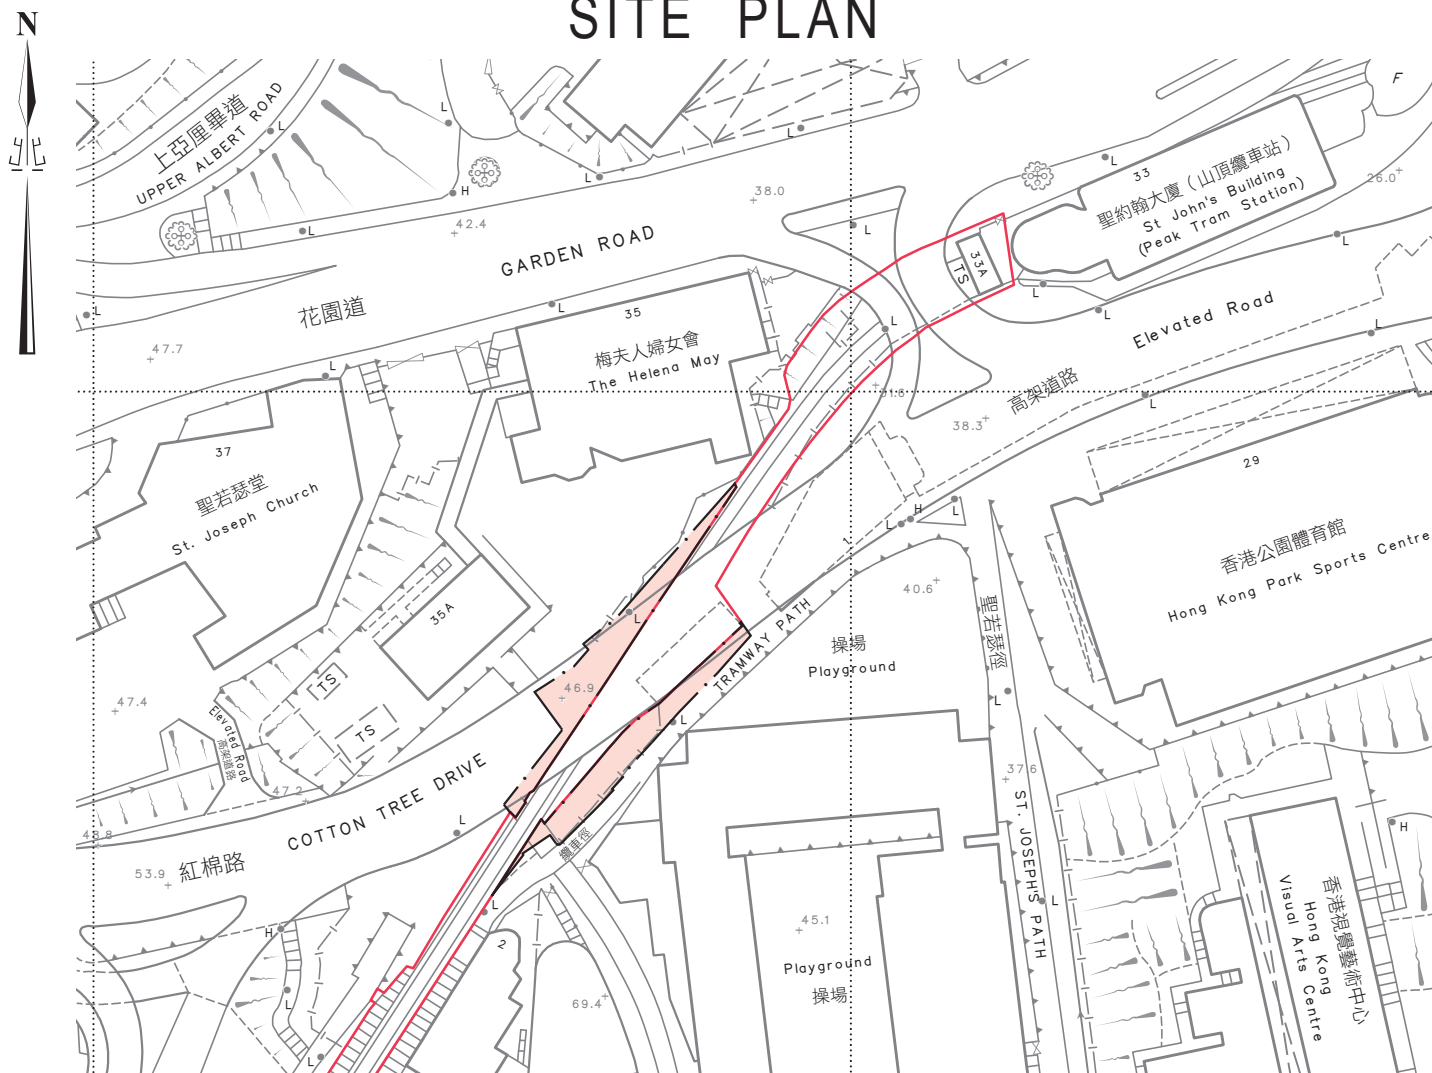 SITE PLAN
N
北
上亞厘畢道
UPPER ALBERT ROAD
L
L
L
H
L
L
L
42.4
38.0
GARDEN ROAD
花園道
L
L
33
聖約翰大廈（山頂纜車站）
St John's Building
(Peak Tram Station)
F
26.0
33A
TS
L
L
L
L
L
Elevated Road
高架道路
L
35
梅夫人婦女會
The Helena May
47.7
L
31.6
38.3
37
聖若瑟堂
St. Joseph Church
29
香港公園體育館
Hong Kong Park Sports Centre
L
H
L
35A
40.6
L
TRAMWAY PATH
操場
Playground
聖若瑟徑
46.9
TS
TS
47.4
Elevated Road
高架道路
L
L
47.2
COTTON TREE DRIVE
紅棉路
L
48.8
53.9
纜車徑
37.6
ST. JOSEPH'S PATH
L
H
L
H
2
45.1
Playground
操場
69.4
L
L
香港視覺藝術中心
Hong Kong
Visual Arts Centre